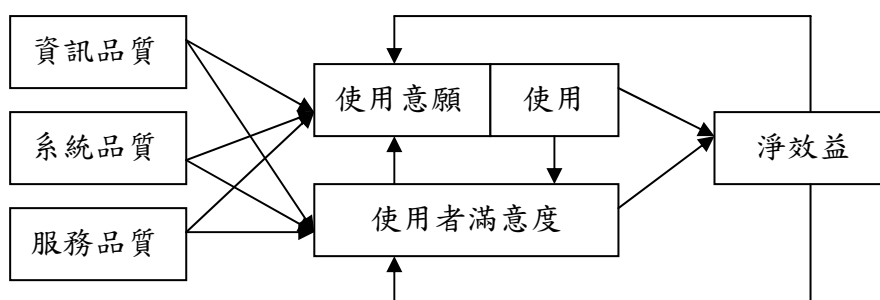 資訊品質
系統品質
服務品質
使用意願
使用
使用者滿意度
淨效益